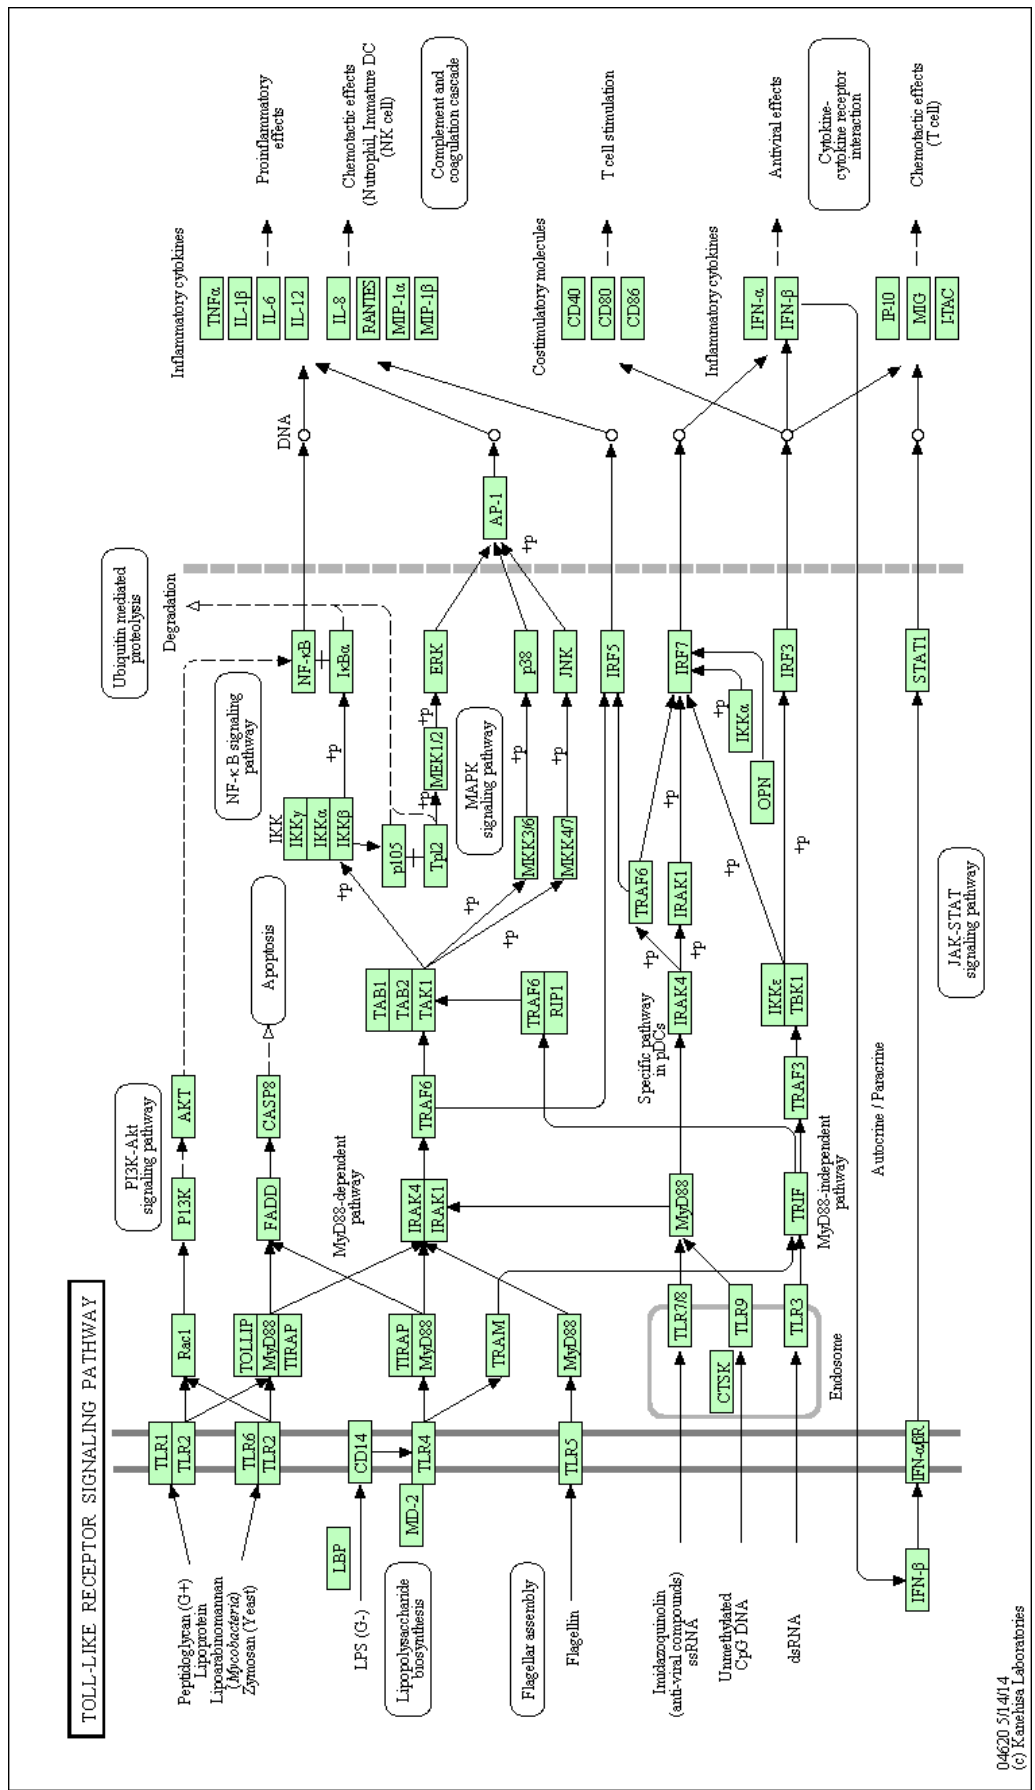 TOLL-LIKE RECEPTOR SIGNALING PATHWAY
Peptidoglycan (G+)
Lipoprotein
Lipoarabinomannan
(Mycobacteria)
Zymosan (Yeast)
LPS (G-)
Lipopolysaccharide
biosynthesis
Flagellar assembly
Flagellin
Imidazoquinolin
(anti-viral compounds)
ssRNA
Unmethylated
CpG DNA
dsRNA
IFN-β
LBP
MD-2
TLR1
TLR2
TLR6
TLR2
CD14
TLR4
TLR5
IFN-αβR
Rac1
TOLLIP
MyD88
TIRAP
TIRAP
MyD88
TRAM
MyD88
TLR7/8
TLR9
CTSK
TLR3
Endosome
PI3K-Akt
signaling pathway
P13K
AKT
FADD
CASP8
Apoptosis
MyD88-dependent
pathway
IRAK4
IRAK1
TRAF6
TAB1
TAB2
TAK1
TRAF6
RIP1
MyD88
Specific pathway
in pDCs
IRAK4
TRAF6
IRAK1
TRIF
MyD88-independent
pathway
TRAF3
IKKε
TBK1
Autocrine / Paracrine
JAK-STAT
signaling pathway
Ubiquitin mediated
proteolysis
Degradation
NF-κ B signaling
pathway
IKK
IKKγ
IKKα
IKKβ
+p
+p
NF-κB
IκBα
p105
Tpl2
+p
MEK1/2
+p
ERK
MAPK
signaling pathway
+p
MKK3/6
+p
p38
+p
MKK4/7
+p
JNK
IRF5
+p
+p
+p
+p
IRF7
+p
IKKα
OPN
+p
+p
IRF3
STAT1
+p
AP-1
DNA
Inflammatory cytokines
TNFα
IL-1β
IL-6
IL-12
Proinflammatory
effects
IL-8
RANTES
MIP-1α
MIP-1β
Chemotactic effects
(Nutrophil, Immature DC)
(NK cell)
Complement and
coagulation cascade
Costimulatory molecules
CD40
CD80
CD86
T cell stimulation
Inflammatory cytokines
IFN-α
IFN-β
Antiviral effects
Cytokine-
cytokine receptor
interaction
IP-10
MIG
I-TAC
Chemotactic effects
(T cell)
04620 5/14/14
(c) Kanehisa Laboratories